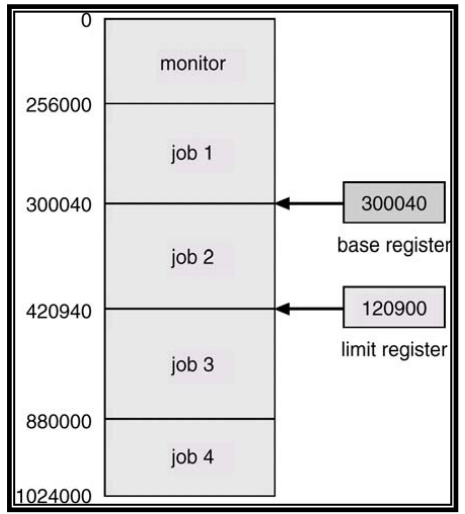 0
monitor
256000
job 1
300040
300040
base register
job 2
420940
120900
limit register
job 3
880000
job 4
1024000